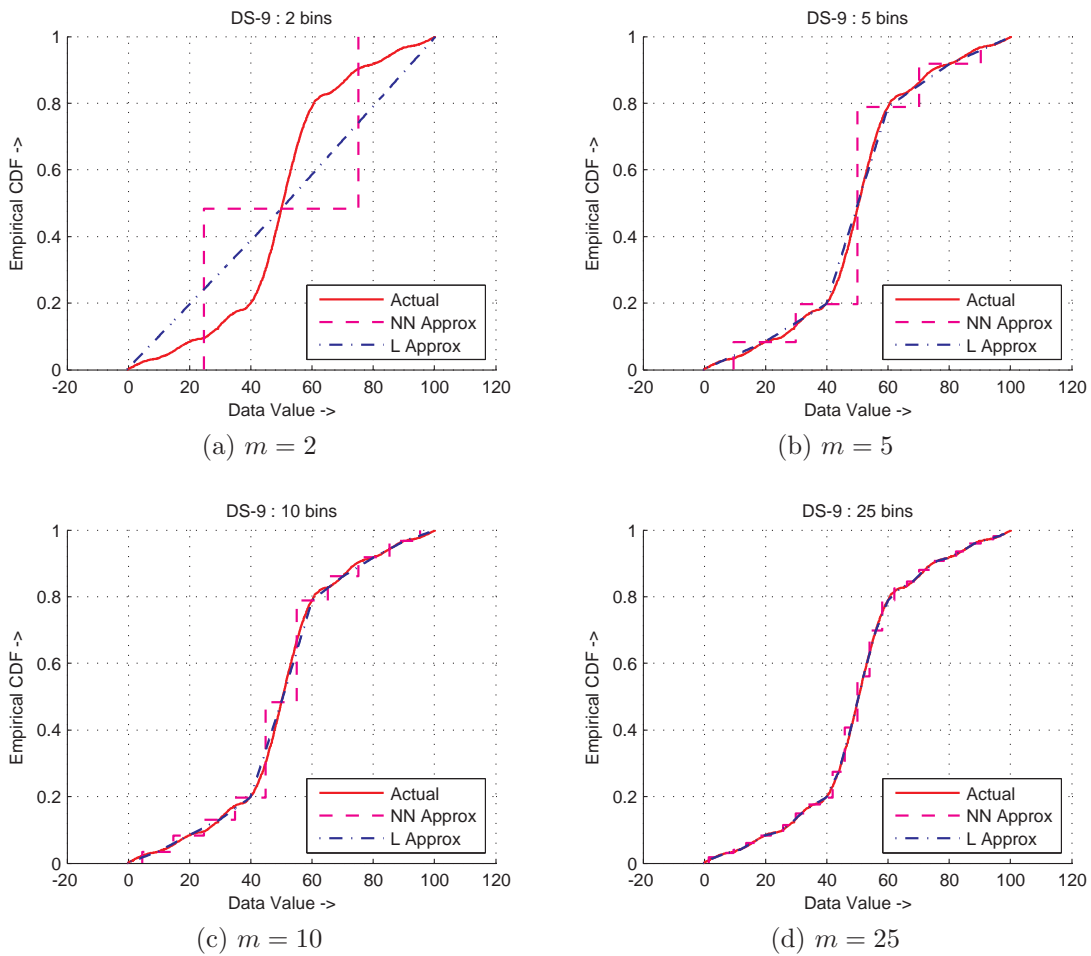 DS-9 : 2 bins
1
0.8
0.6
0.4
0.2
0
Empirical CDF ->
Actual
NN Approx
L Approx
-20 0 20 40 60 80 100 120
Data Value ->
(a) m = 2
DS-9 : 5 bins
1
0.8
0.6
0.4
0.2
0
Empirical CDF ->
Actual
NN Approx
L Approx
-20 0 20 40 60 80 100 120
Data Value ->
(b) m = 5
DS-9 : 10 bins
1
0.8
0.6
0.4
0.2
0
Empirical CDF ->
Actual
NN Approx
L Approx
-20 0 20 40 60 80 100 120
Data Value ->
(c) m = 10
DS-9 : 25 bins
1
0.8
0.6
0.4
0.2
0
Empirical CDF ->
Actual
NN Approx
L Approx
-20 0 20 40 60 80 100 120
Data Value ->
(d) m = 25